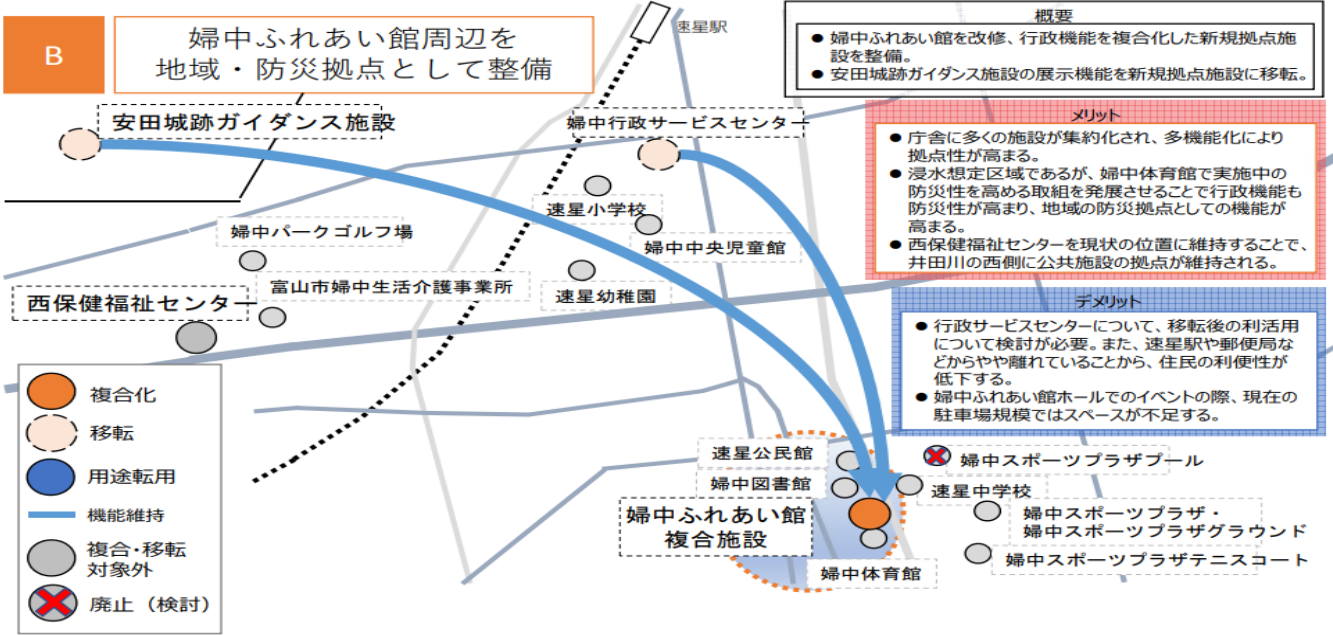 B
婦中ふれあい館周辺を
地域・防災拠点として整備
速星駅
概要
● 婦中ふれあい館を改修、行政機能を複合化した新規拠点施
設を整備。
● 安田城跡ガイダンス施設の展示機能を新規拠点施設に移転。
安田城跡ガイダンス施設
婦中行政サービスセンター
メリット
● 庁舎に多くの施設が集約化され、多機能化により
拠点性が高まる。
● 浸水想定区域であるが、婦中体育館で実施中の
防災性を高める取組を発展させることで行政機能も
防災性が高まり、地域の防災拠点としての機能が
高まる。
● 西保健福祉センターを現状の位置に維持することで、
井田川の西側に公共施設の拠点が維持される。
速星小学校
婦中パークゴルフ場
婦中中央児童館
富山市婦中生活介護事業所
速星幼稚園
西保健福祉センター
デメリット
● 行政サービスセンターについて、移転後の利活用
について検討が必要。また、速星駅や郵便局な
どからやや離れていることから、住民の利便性が
低下する。
● 婦中ふれあい館ホールでのイベントの際、現在の
駐車場規模ではスペースが不足する。
複合化
移転
用途転用
機能維持
複合・移転
対象外
廃止（検討）
速星公民館
婦中図書館
婦中ふれあい館
複合施設
婦中体育館
婦中スポーツプラザプール
速星中学校
婦中スポーツプラザ・
婦中スポーツプラザグラウンド
婦中スポーツプラザテニスコート